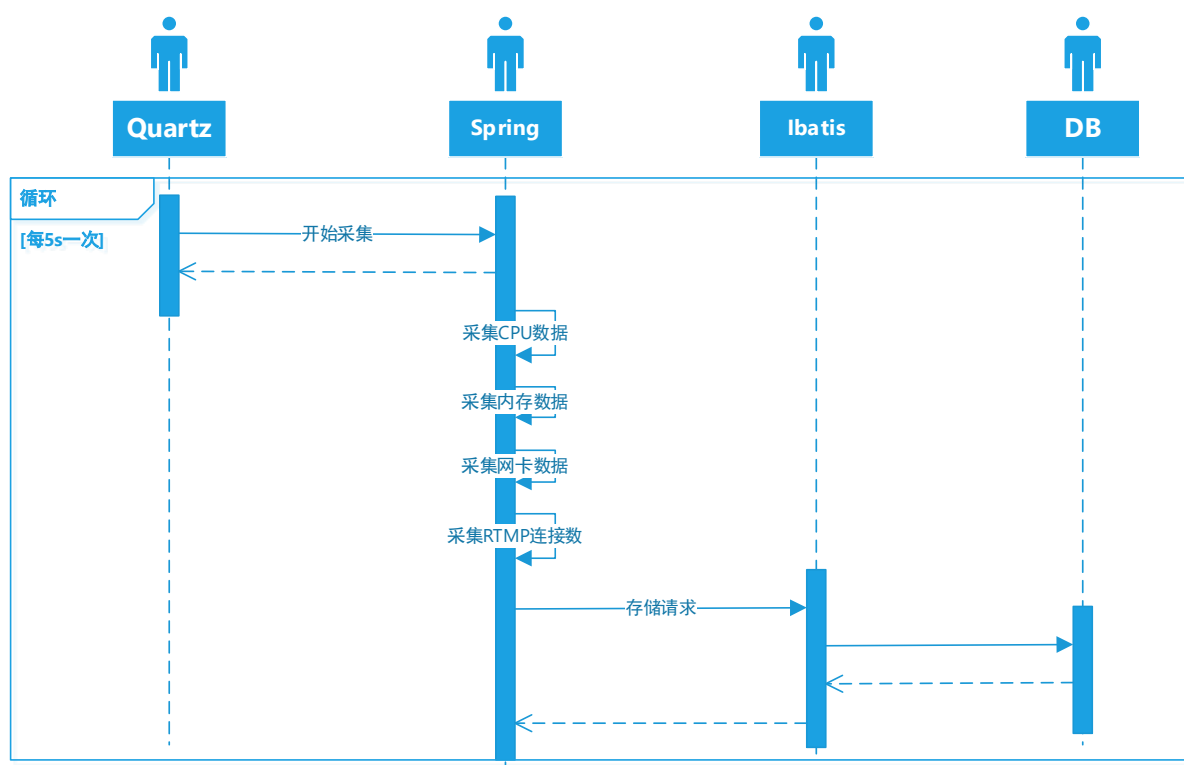 Quartz
Spring
Ibatis
DB
循环
[每5s一次]
开始采集
采集CPU数据
采集内存数据
采集网卡数据
采集RTMP连接数
存储请求